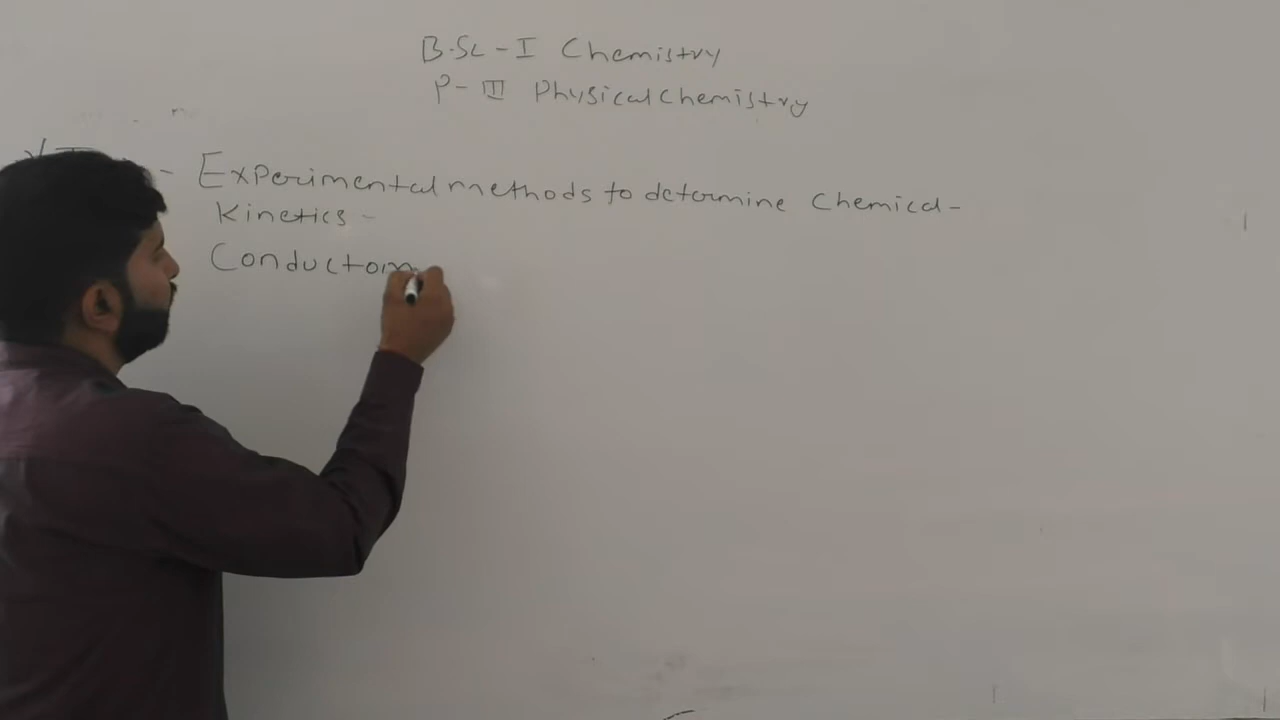 B.Sc - I Chemistry
P - III Physical Chemistry
- Experimental methods to determine Chemical -
Kinetics -
Conductom